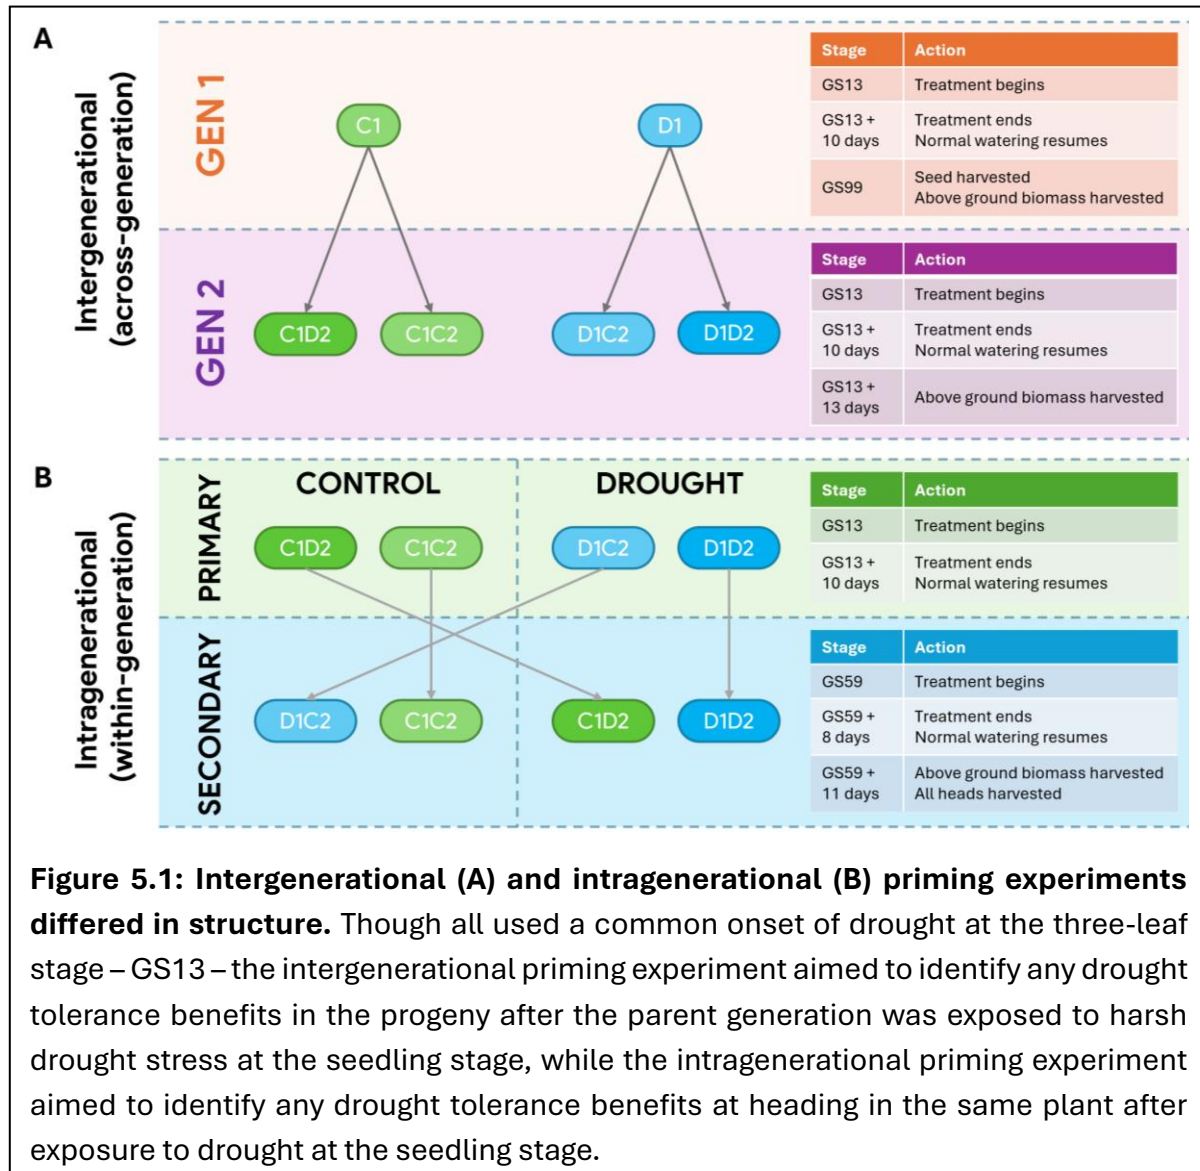 A
Intergenerational
(across-generation)
GEN 1
C1
D1
Stage Action
GS13 Treatment begins
GS13 + Treatment ends
10 days Normal watering resumes
GS99 Seed harvested
Above ground biomass harvested
GEN 2
C1D2 C1C2 D1C2 D1D2
Stage Action
GS13 Treatment begins
GS13 + Treatment ends
10 days Normal watering resumes
GS13 + Above ground biomass harvested
13 days
B
Intragenerational
(within-generation)
PRIMARY
CONTROL DROUGHT
C1D2 C1C2 D1C2 D1D2
Stage Action
GS13 Treatment begins
GS13 + Treatment ends
10 days Normal watering resumes
SECONDARY
D1C2 C1C2 C1D2 D1D2
Stage Action
GS59 Treatment begins
GS59 + Treatment ends
8 days Normal watering resumes
GS59 + Above ground biomass harvested
11 days All heads harvested
Figure 5.1: Intergenerational (A) and intragenerational (B) priming experiments
differed in structure. Though all used a common onset of drought at the three-leaf
stage – GS13 – the intergenerational priming experiment aimed to identify any drought
tolerance benefits in the progeny after the parent generation was exposed to harsh
drought stress at the seedling stage, while the intragenerational priming experiment
aimed to identify any drought tolerance benefits at heading in the same plant after
exposure to drought at the seedling stage.